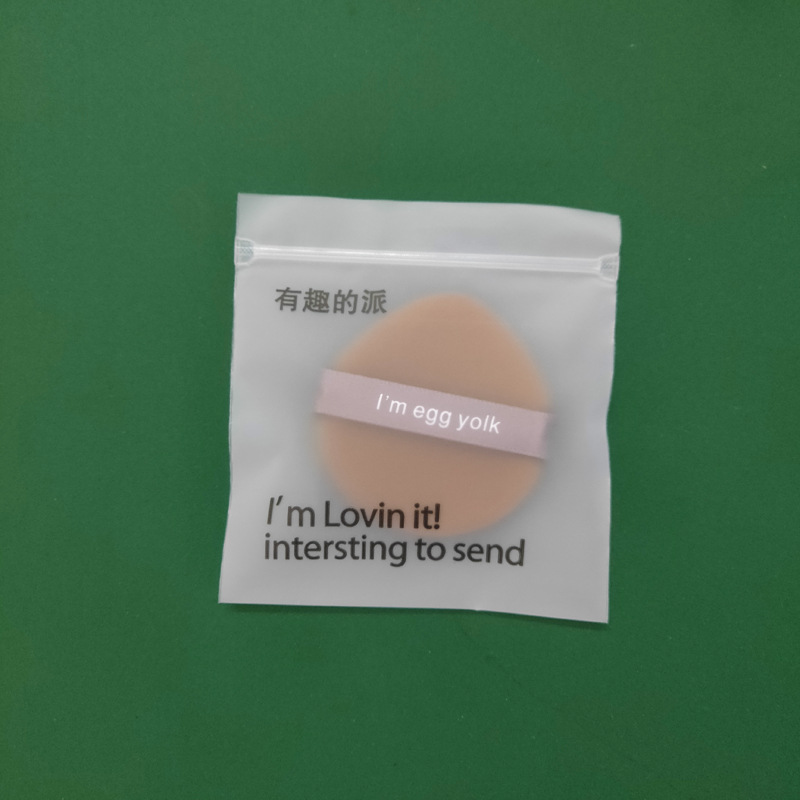 有趣的派
I'm egg yolk
I'm Lovin it!
intersting to send